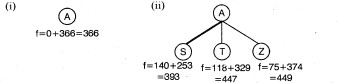 (i)
A
f=0+366=366
(ii)
A
S
T
Z
f=140+253
=393
f=118+329
=447
f=75+374
=449